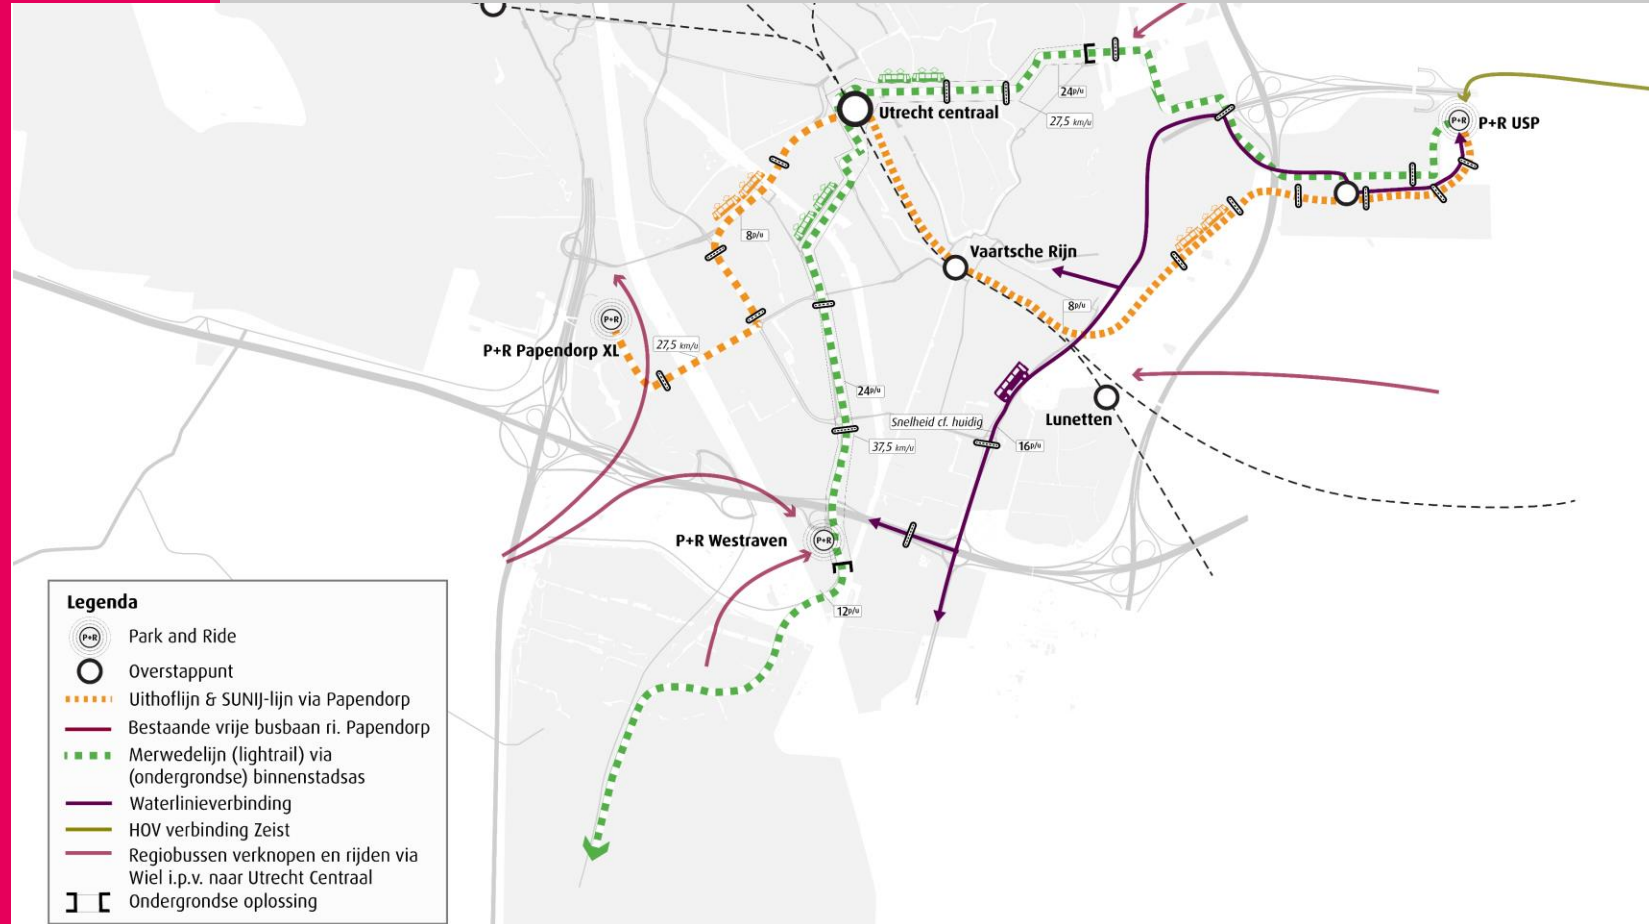 24p/u
27,5 km/u
Utrecht centraal
P+R
P+R USP
8p/u
Vaartsche Rijn
8p/u
P+R
P+R Papendorp XL
27,5 km/u
24p/u
Snelheid cf. huidig
37,5 km/u
16p/u
Lunetten
P+R Westraven
P+R
12p/u
Legenda
P+R
Park and Ride
Overstappunt
Uithoflijn & SUNIJ-lijn via Papendorp
Bestaande vrije busbaan ri. Papendorp
Merwedelijn (lightrail) via
(ondergrondse) binnenstadsas
Waterlinieverbinding
HOV verbinding Zeist
Regiobussen verknopen en rijden via
Wiel i.p.v. naar Utrecht Centraal
Ondergrondse oplossing